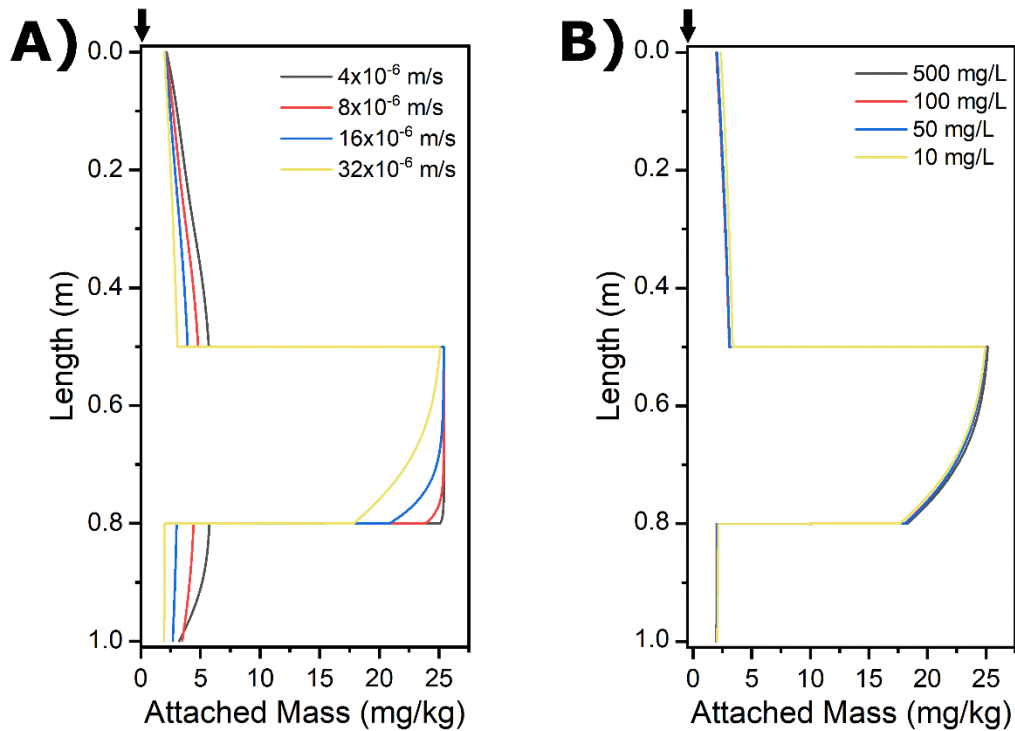 A)
4x10⁻⁶ m/s
8x10⁻⁶ m/s
16x10⁻⁶ m/s
32x10⁻⁶ m/s
0.0
0.2
0.4
0.6
0.8
1.0
Length (m)
0 5 10 15 20 25
Attached Mass (mg/kg)
B)
500 mg/L
100 mg/L
50 mg/L
10 mg/L
0.0
0.2
0.4
0.6
0.8
1.0
Length (m)
0 5 10 15 20 25
Attached Mass (mg/kg)